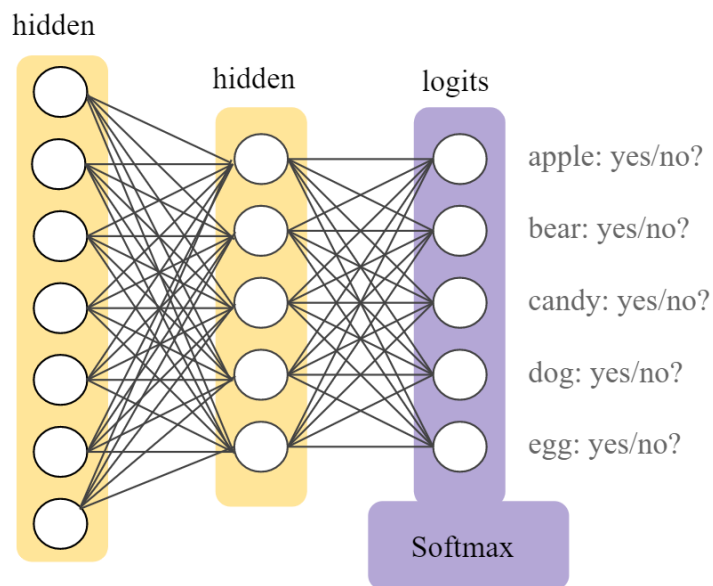 hidden
hidden
logits
apple: yes/no?
bear: yes/no?
candy: yes/no?
dog: yes/no?
egg: yes/no?
Softmax